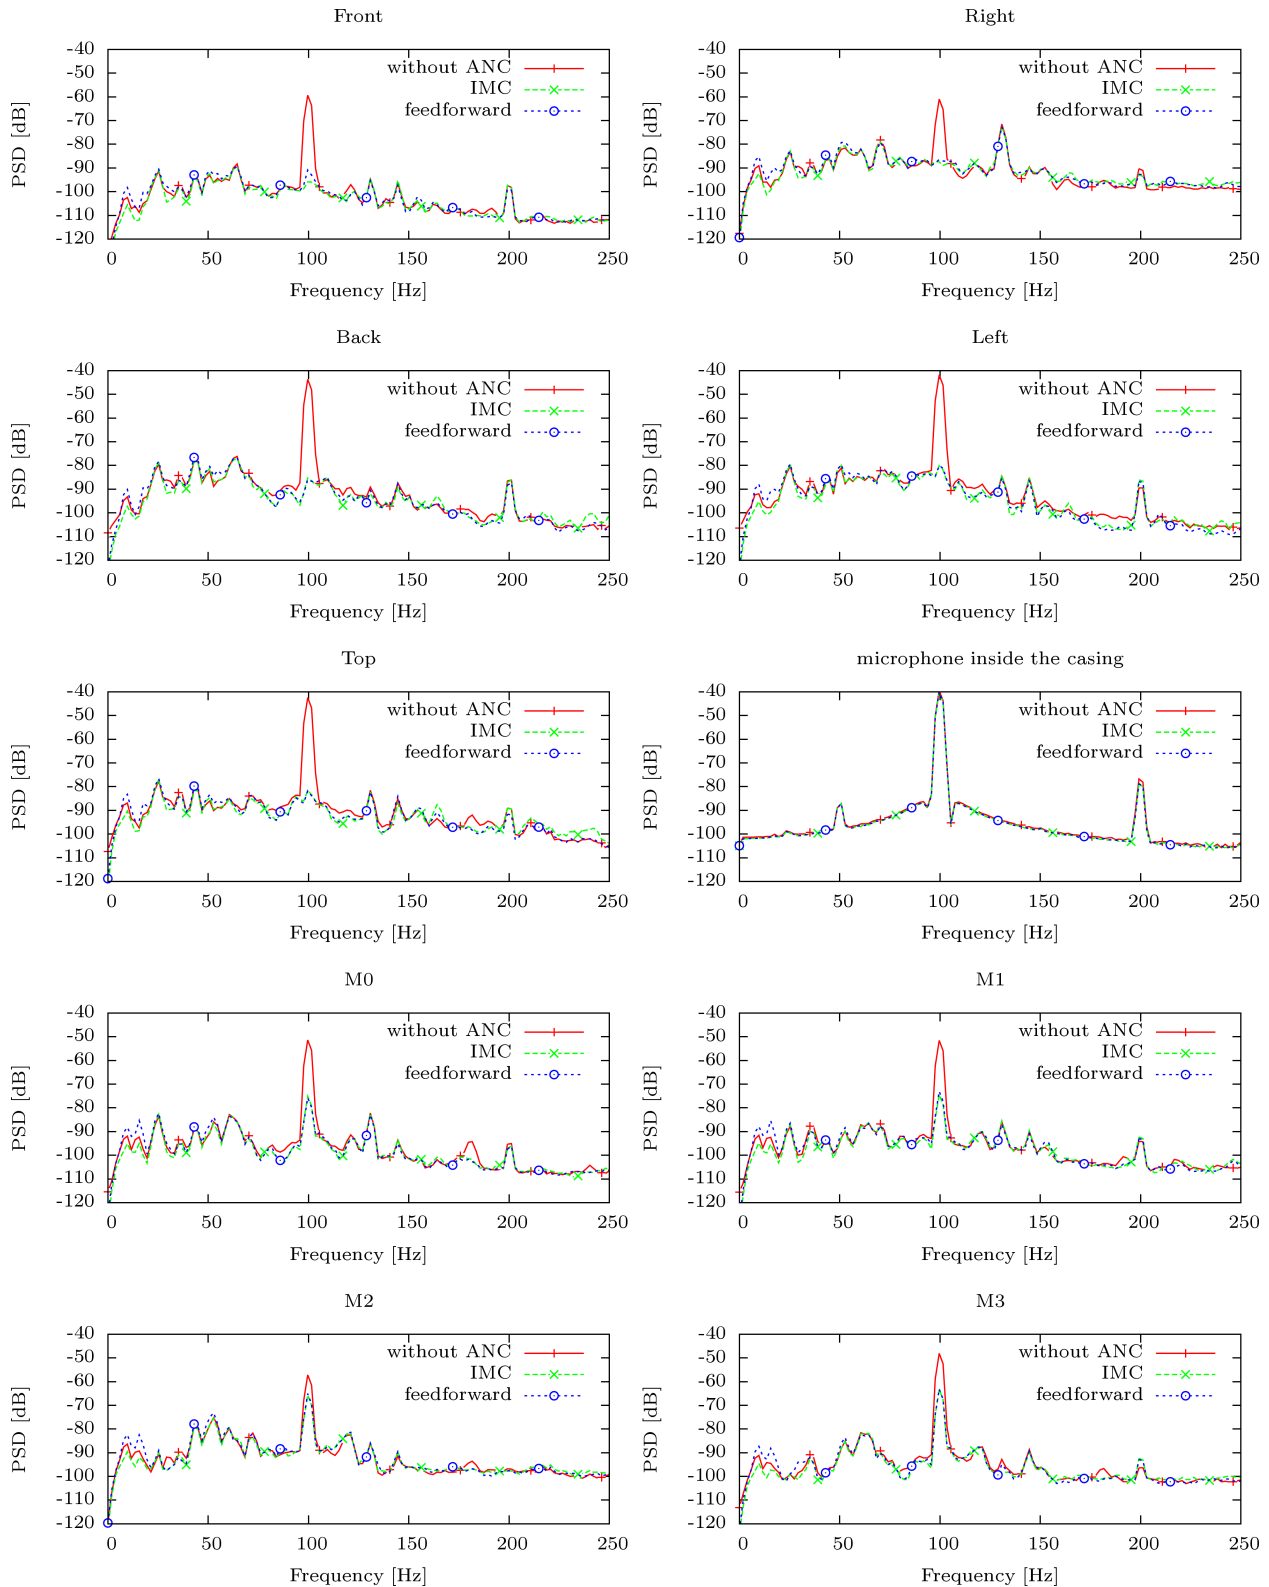 Front
PSD [dB]
-40
-50
-60
-70
-80
-90
-100
-110
-120
without ANC
IMC
feedforward
0 50 100 150 200 250
Frequency [Hz]
Right
PSD [dB]
-40
-50
-60
-70
-80
-90
-100
-110
-120
without ANC
IMC
feedforward
0 50 100 150 200 250
Frequency [Hz]
Back
PSD [dB]
-40
-50
-60
-70
-80
-90
-100
-110
-120
without ANC
IMC
feedforward
0 50 100 150 200 250
Frequency [Hz]
Left
PSD [dB]
-40
-50
-60
-70
-80
-90
-100
-110
-120
without ANC
IMC
feedforward
0 50 100 150 200 250
Frequency [Hz]
Top
PSD [dB]
-40
-50
-60
-70
-80
-90
-100
-110
-120
without ANC
IMC
feedforward
0 50 100 150 200 250
Frequency [Hz]
microphone inside the casing
PSD [dB]
-40
-50
-60
-70
-80
-90
-100
-110
-120
without ANC
IMC
feedforward
0 50 100 150 200 250
Frequency [Hz]
M0
PSD [dB]
-40
-50
-60
-70
-80
-90
-100
-110
-120
without ANC
IMC
feedforward
0 50 100 150 200 250
Frequency [Hz]
M1
PSD [dB]
-40
-50
-60
-70
-80
-90
-100
-110
-120
without ANC
IMC
feedforward
0 50 100 150 200 250
Frequency [Hz]
M2
PSD [dB]
-40
-50
-60
-70
-80
-90
-100
-110
-120
without ANC
IMC
feedforward
0 50 100 150 200 250
Frequency [Hz]
M3
PSD [dB]
-40
-50
-60
-70
-80
-90
-100
-110
-120
without ANC
IMC
feedforward
0 50 100 150 200 250
Frequency [Hz]